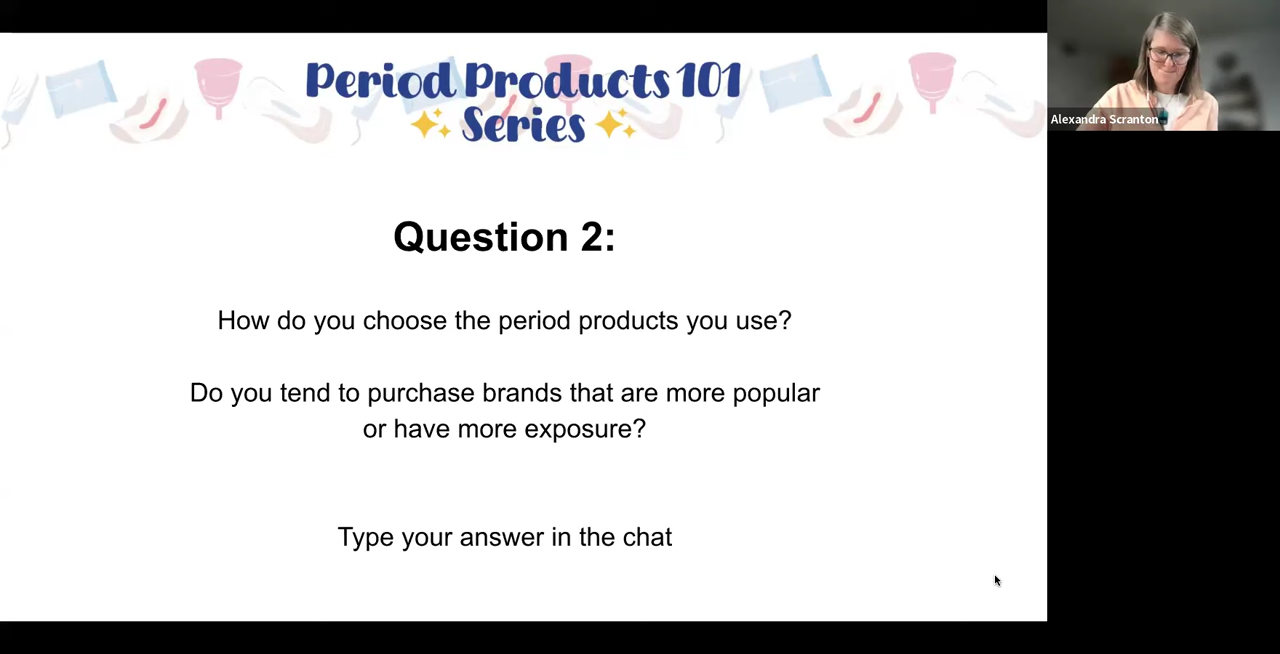 Period Products 101
Series
Question 2:
How do you choose the period products you use?
Do you tend to purchase brands that are more popular
or have more exposure?
Type your answer in the chat
Alexandra Scranton